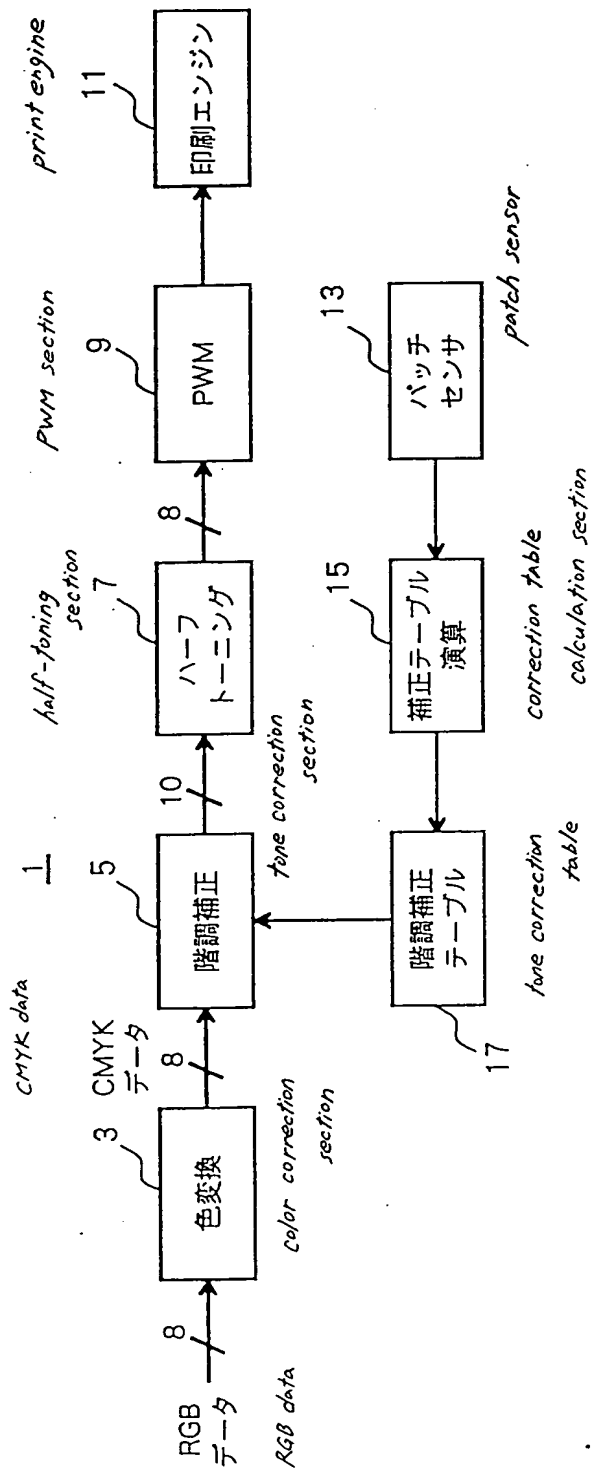 1
CMYK data
half-toning
section
PWM section
print engine
RGB
データ
RGB data
8
3
色変換
color correction
section
CMYK
データ
8
5
階調補正
tone correction
section
10
7
ハーフ
トーニング
8
9
PWM
11
印刷エンジン
17
階調補正
テーブル
tone correction
table
15
補正テーブル
演算
correction table
calculation section
13
パッチ
センサ
patch sensor